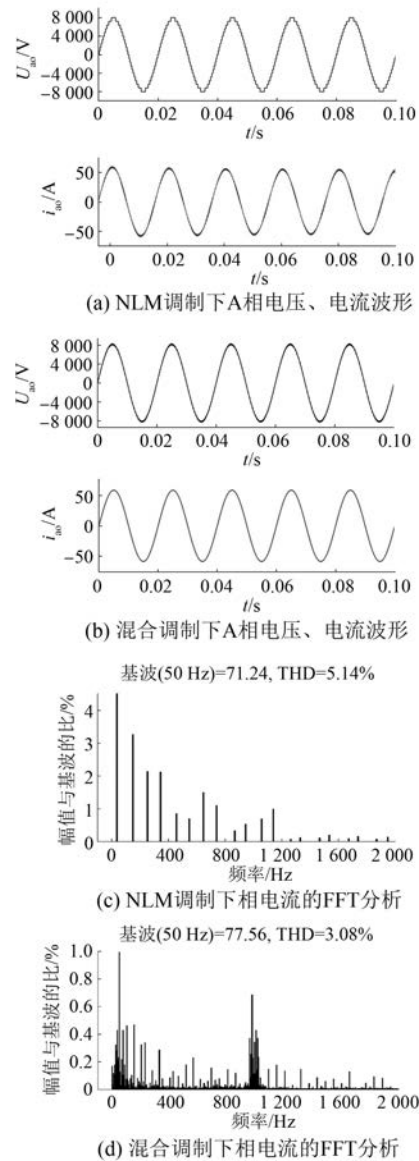 U_ao/V
8 000
4 000
0
−4 000
−8 000
0 0.02 0.04 0.06 0.08 0.10
t/s
i_ao/A
50
0
−50
0 0.02 0.04 0.06 0.08 0.10
t/s
(a) NLM调制下A相电压、电流波形
U_ao/V
8 000
4 000
0
−4 000
−8 000
0 0.02 0.04 0.06 0.08 0.10
t/s
i_ao/A
50
0
−50
0 0.02 0.04 0.06 0.08 0.10
t/s
(b) 混合调制下A相电压、电流波形
基波(50 Hz)=71.24, THD=5.14%
幅值与基波的比/%
4
3
2
1
0
0 400 800 1 200 1 600 2 000
频率/Hz
(c) NLM调制下相电流的FFT分析
基波(50 Hz)=77.56, THD=3.08%
幅值与基波的比/%
1.0
0.8
0.6
0.4
0.2
0
0 400 800 1 200 1 600 2 000
频率/Hz
(d) 混合调制下相电流的FFT分析